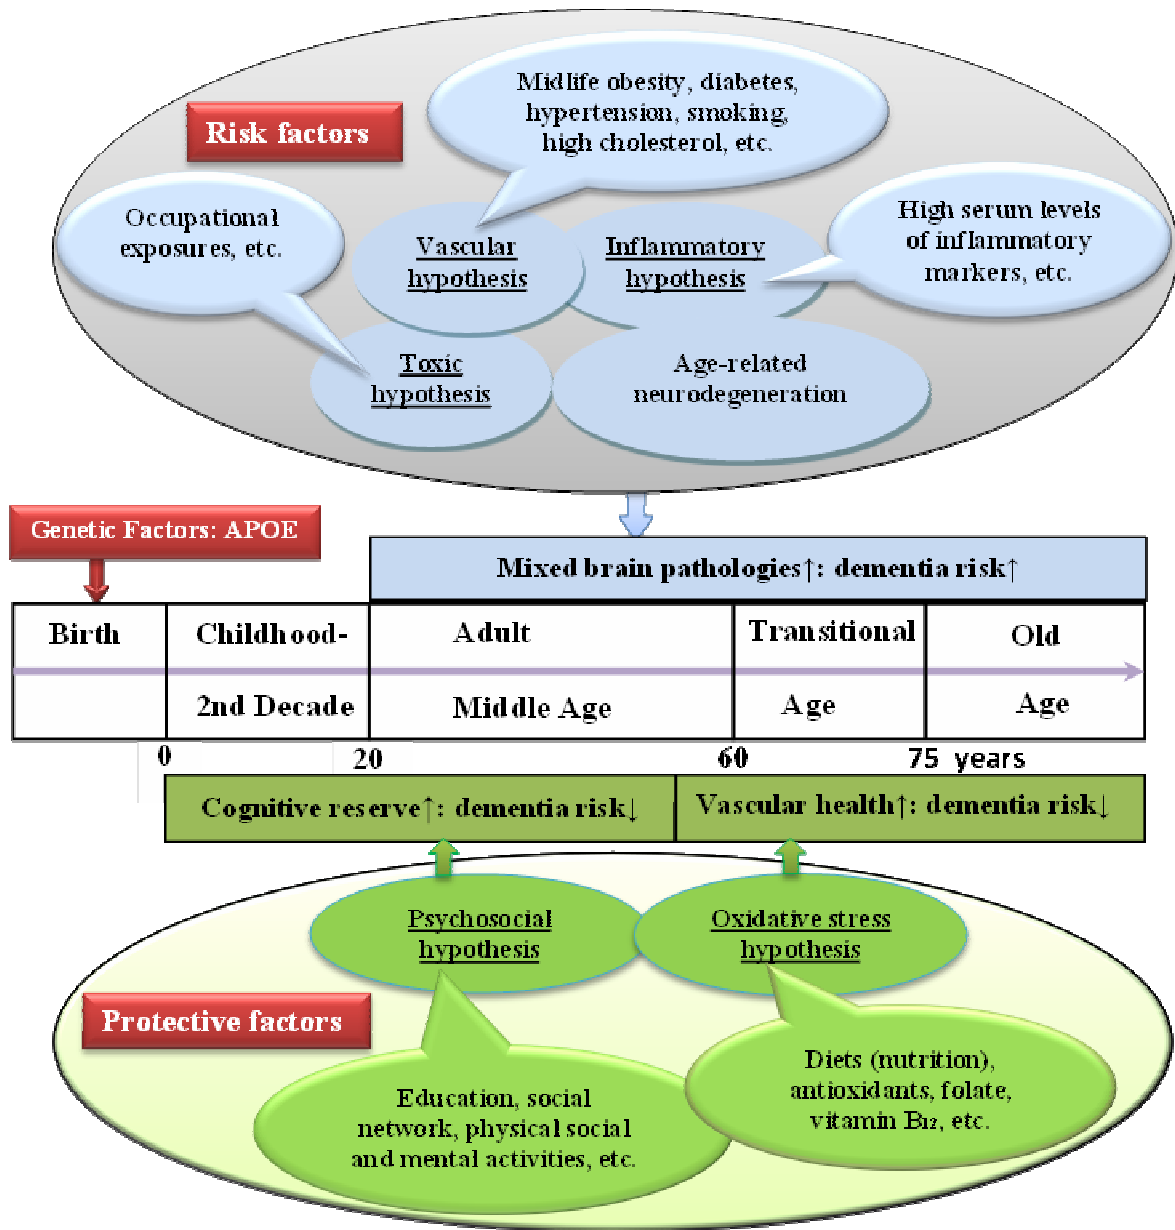 Midlife obesity, diabetes,
hypertension, smoking,
high cholesterol, etc.
Risk factors
Occupational
exposures, etc.
High serum levels
of inflammatory
markers, etc.
Vascular
hypothesis
Inflammatory
hypothesis
Toxic
hypothesis
Age-related
neurodegeneration
Genetic Factors: APOE
Mixed brain pathologies↑: dementia risk↑
Birth
Childhood-
2nd Decade
Adult
Middle Age
Transitional
Age
Old
Age
0
20
60
75 years
Cognitive reserve↑: dementia risk↓
Vascular health↑: dementia risk↓
Psychosocial
hypothesis
Oxidative stress
hypothesis
Protective factors
Education, social
network, physical social
and mental activities, etc.
Diets (nutrition),
antioxidants, folate,
vitamin B₁₂, etc.